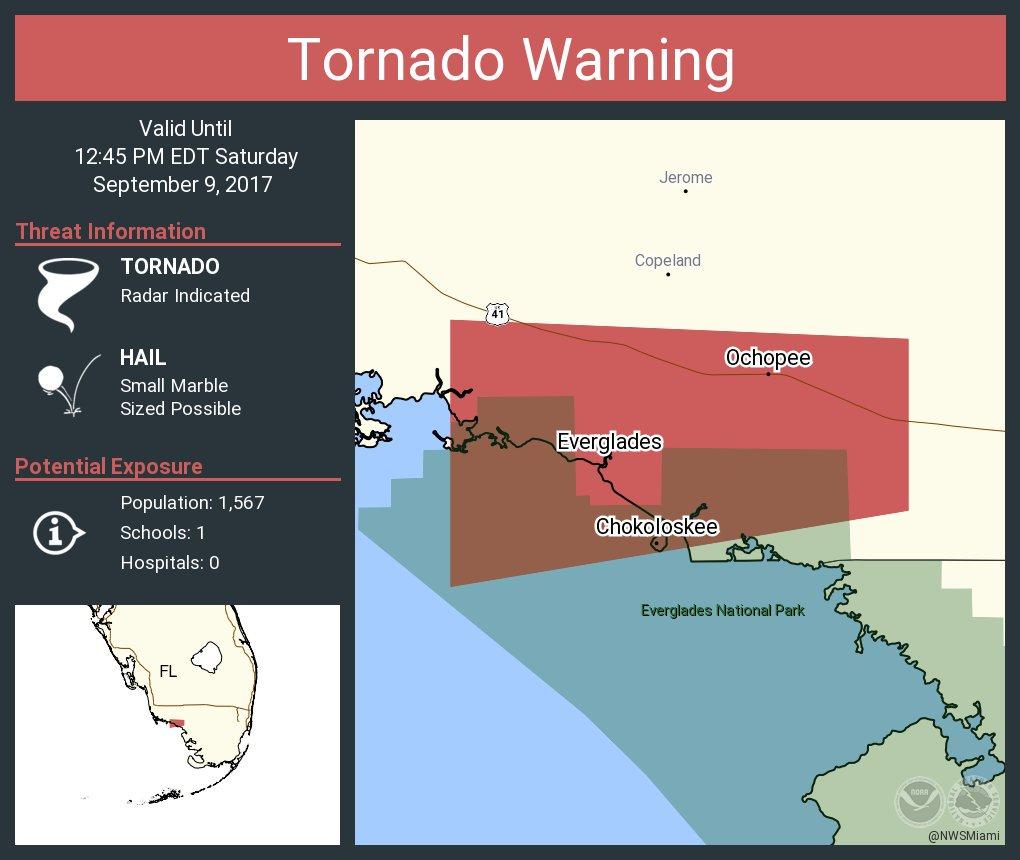 Tornado Warning
Valid Until
12:45 PM EDT Saturday
September 9, 2017
Threat Information
TORNADO
Radar Indicated
HAIL
Small Marble
Sized Possible
Potential Exposure
Population: 1,567
Schools: 1
Hospitals: 0
FL
Jerome
Copeland
41
Ochopee
Everglades
Chokoloskee
Everglades National Park
NOAA
@NWSMiami